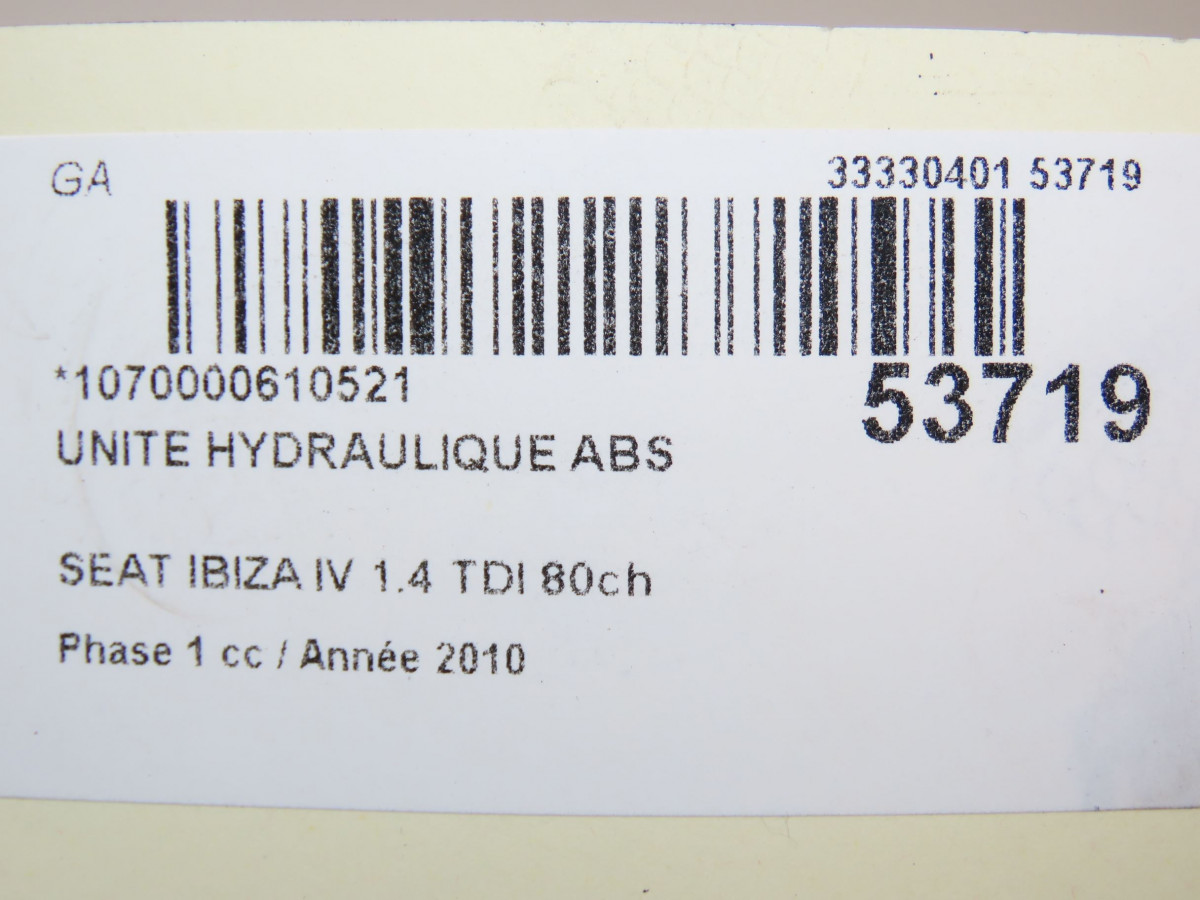 GA
33330401 53719
*1070000610521
53719
UNITE HYDRAULIQUE ABS
SEAT IBIZA IV 1.4 TDI 80ch
Phase 1 cc / Année 2010